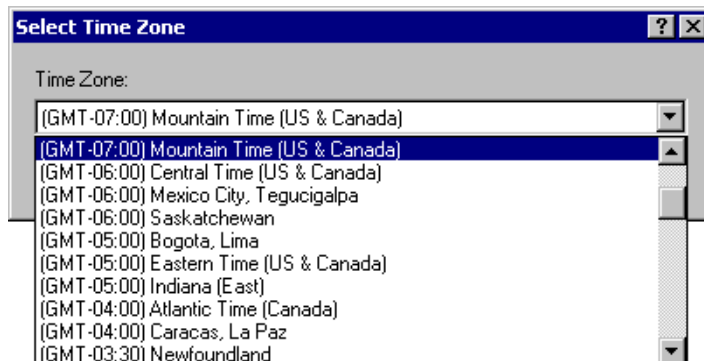 Select Time Zone
Time Zone:
(GMT-07:00) Mountain Time (US & Canada)
(GMT-07:00) Mountain Time (US & Canada)
(GMT-06:00) Central Time (US & Canada)
(GMT-06:00) Mexico City, Tegucigalpa
(GMT-06:00) Saskatchewan
(GMT-05:00) Bogota, Lima
(GMT-05:00) Eastern Time (US & Canada)
(GMT-05:00) Indiana (East)
(GMT-04:00) Atlantic Time (Canada)
(GMT-04:00) Caracas, La Paz
(GMT-03:30) Newfoundland